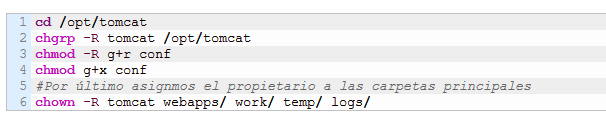 1 cd /opt/tomcat
2 chgrp -R tomcat /opt/tomcat
3 chmod -R g+r conf
4 chmod g+x conf
5 #Por último asignmos el propietario a las carpetas principales
6 chown -R tomcat webapps/ work/ temp/ logs/